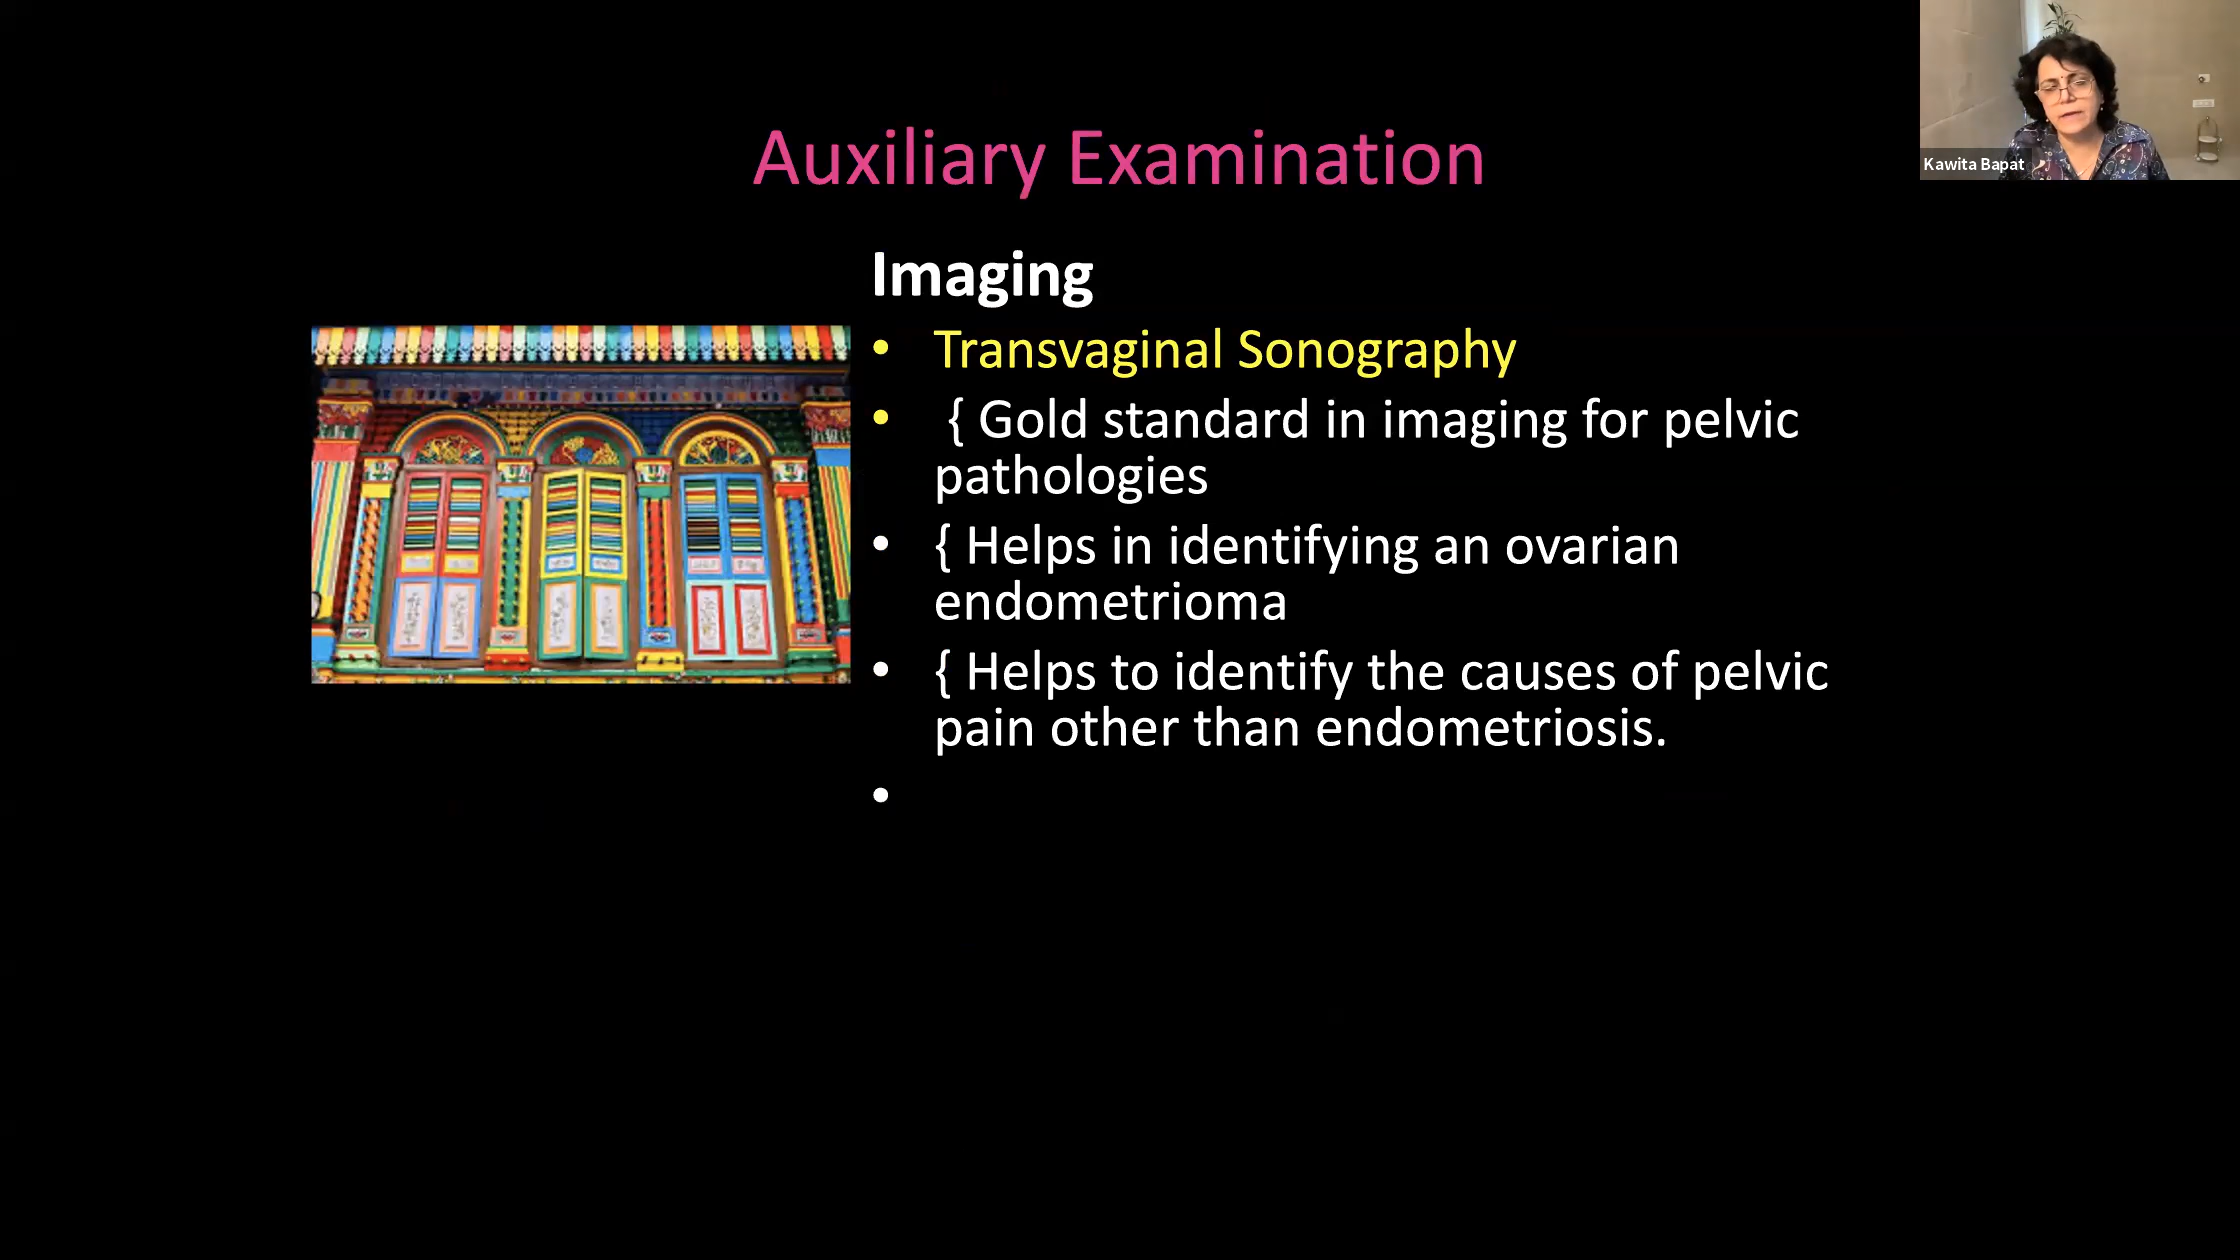 Auxiliary Examination
Kawita Bapat
Imaging
• Transvaginal Sonography
• { Gold standard in imaging for pelvic
pathologies
• { Helps in identifying an ovarian
endometrioma
• { Helps to identify the causes of pelvic
pain other than endometriosis.
•